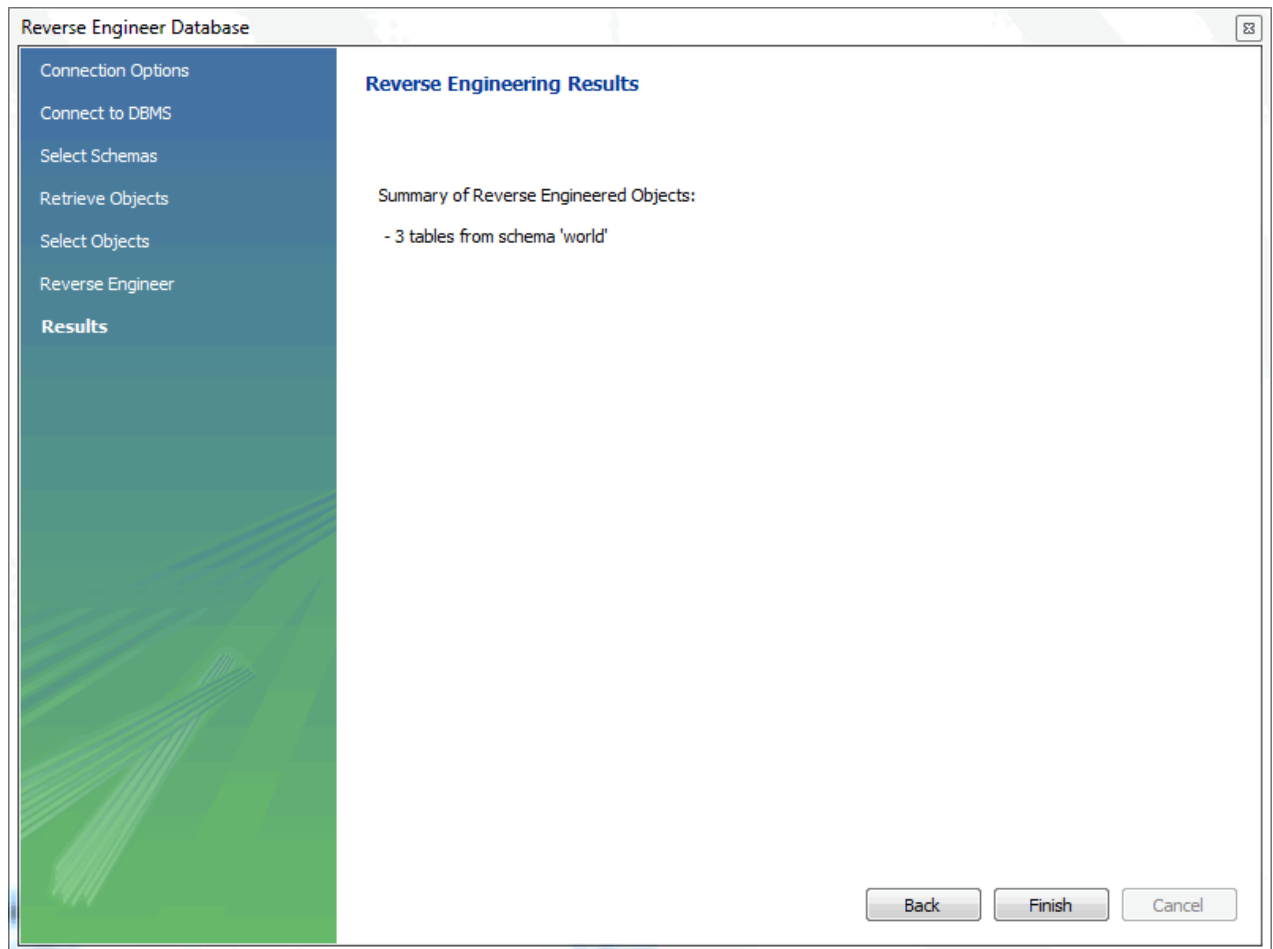 Reverse Engineer Database
Connection Options
Connect to DBMS
Select Schemas
Retrieve Objects
Select Objects
Reverse Engineer
Results
Reverse Engineering Results
Summary of Reverse Engineered Objects:
- 3 tables from schema 'world'
Back Finish Cancel